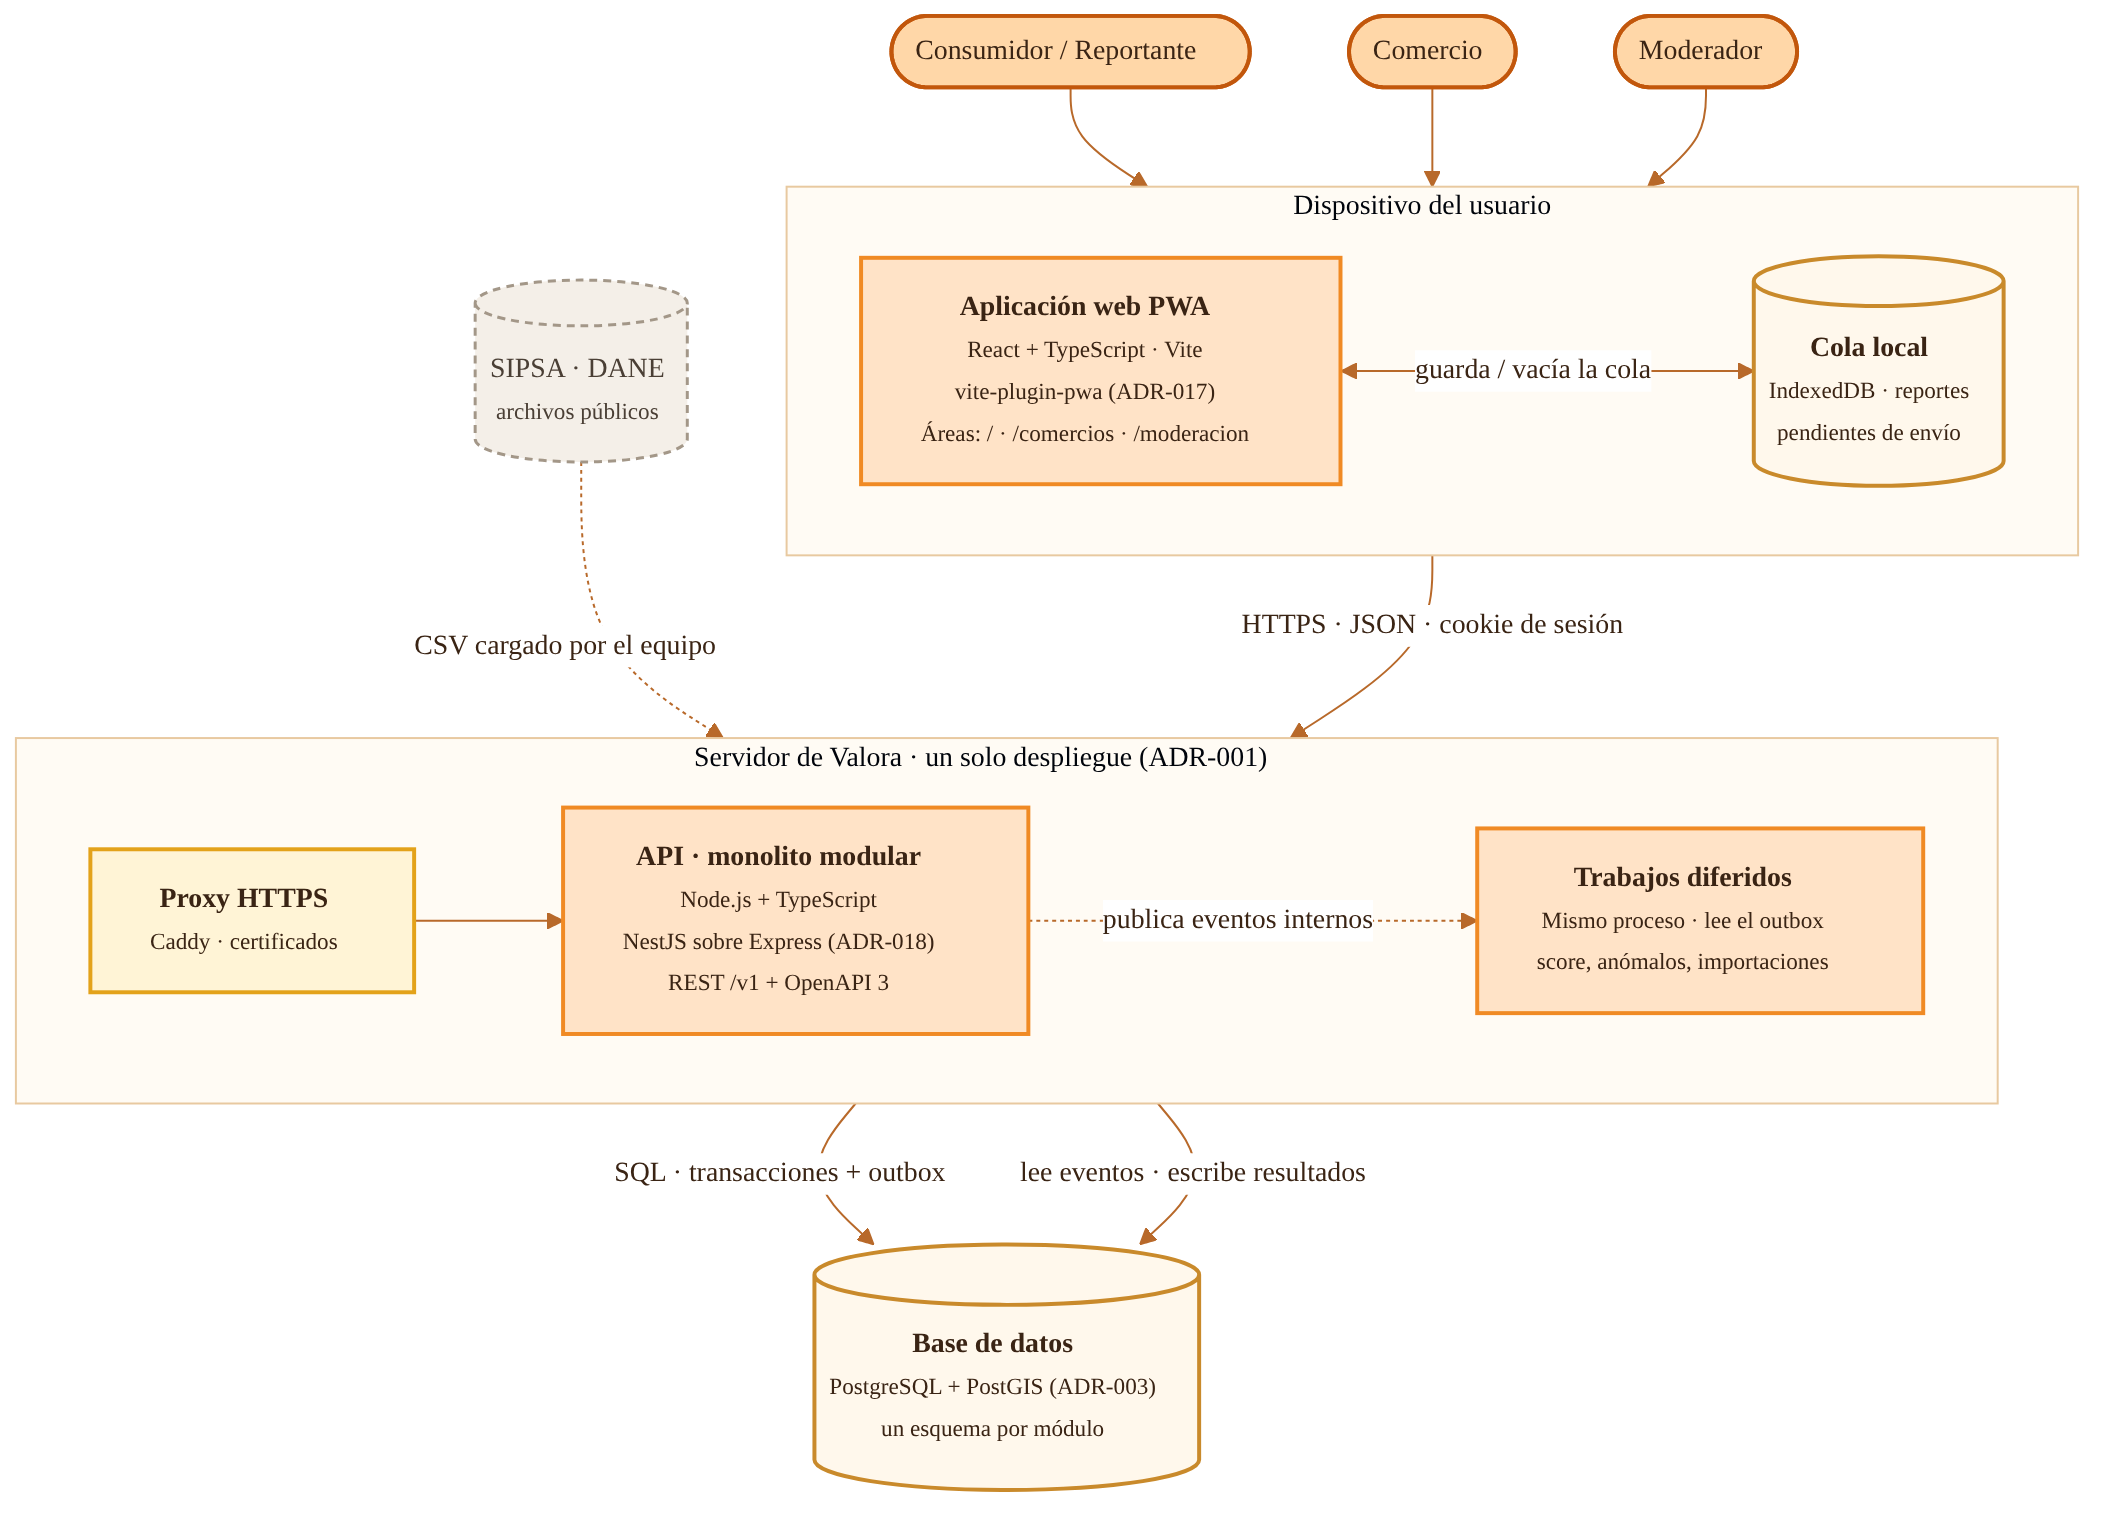 Consumidor / Reportante
Comercio
Moderador
Dispositivo del usuario
Aplicación web PWA
React + TypeScript · Vite
vite-plugin-pwa (ADR-017)
Áreas: / · /comercios · /moderacion
guarda / vacía la cola
Cola local
IndexedDB · reportes
pendientes de envío
SIPSA · DANE
archivos públicos
CSV cargado por el equipo
HTTPS · JSON · cookie de sesión
Servidor de Valora · un solo despliegue (ADR-001)
Proxy HTTPS
Caddy · certificados
API · monolito modular
Node.js + TypeScript
NestJS sobre Express (ADR-018)
REST /v1 + OpenAPI 3
publica eventos internos
Trabajos diferidos
Mismo proceso · lee el outbox
score, anómalos, importaciones
SQL · transacciones + outbox
lee eventos · escribe resultados
Base de datos
PostgreSQL + PostGIS (ADR-003)
un esquema por módulo